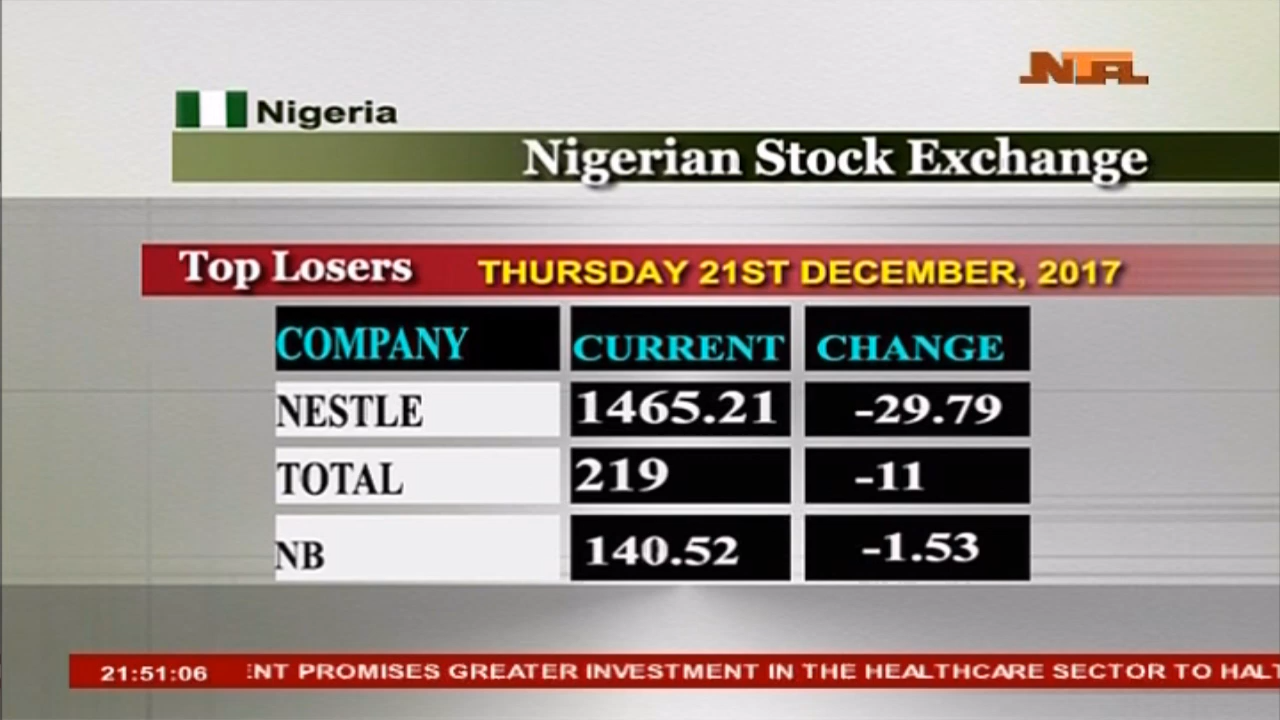 NTA
Nigeria
Nigerian Stock Exchange
Top Losers THURSDAY 21ST DECEMBER, 2017
COMPANY CURRENT CHANGE
NESTLE 1465.21 -29.79
TOTAL 219 -11
NB 140.52 -1.53
21:51:06 ENT PROMISES GREATER INVESTMENT IN THE HEALTHCARE SECTOR TO HALT